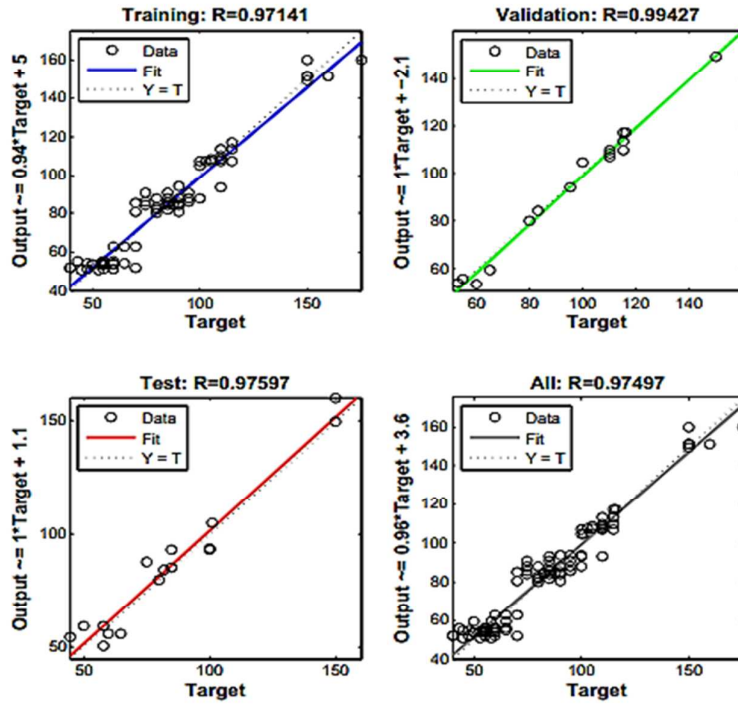 Training: R=0.97141
Output ~= 0.94*Target + 5
160
140
120
100
80
60
40
Data
Fit
Y = T
50
100
150
Target
Validation: R=0.99427
Output ~= 1*Target + −2.1
140
120
100
80
60
Data
Fit
Y = T
60
80
100
120
140
Target
Test: R=0.97597
Output ~= 1*Target + 1.1
150
100
50
Data
Fit
Y = T
50
100
150
Target
All: R=0.97497
Output ~= 0.96*Target + 3.6
160
140
120
100
80
60
40
Data
Fit
Y = T
50
100
150
Target